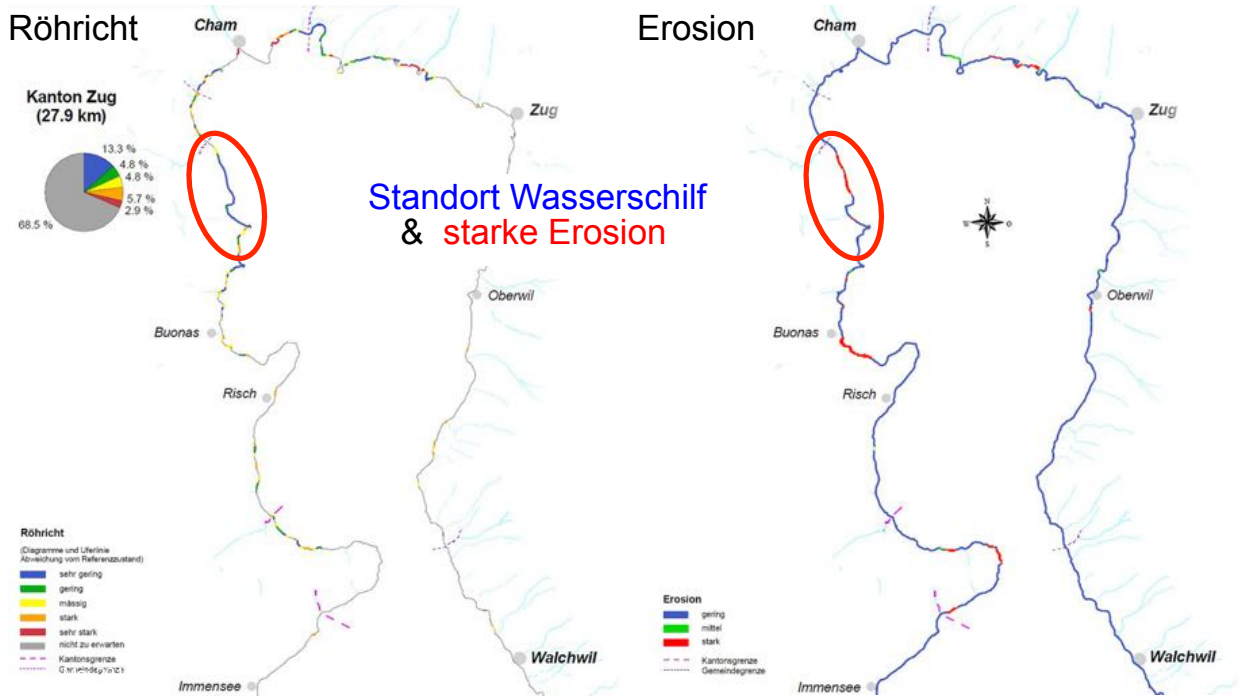 Röhricht
Kanton Zug
(27.9 km)
13.3 %
4.8 %
4.8 %
5.7 %
2.9 %
68.5 %
Cham
Zug
Oberwil
Buonas
Risch
Walchwil
Immensee
Röhricht
(Diagramme und Uferlinie
Abweichung vom Referenzzustand)
sehr gering
gering
mässig
stark
sehr stark
nicht zu erwarten
Kantonsgrenze
Gemeindegrenze
Standort Wasserschilf
& starke Erosion
Erosion
Cham
Zug
N
W O
S
Oberwil
Buonas
Risch
Walchwil
Immensee
Erosion
gering
mittel
stark
Kantonsgrenze
Gemeindegrenze